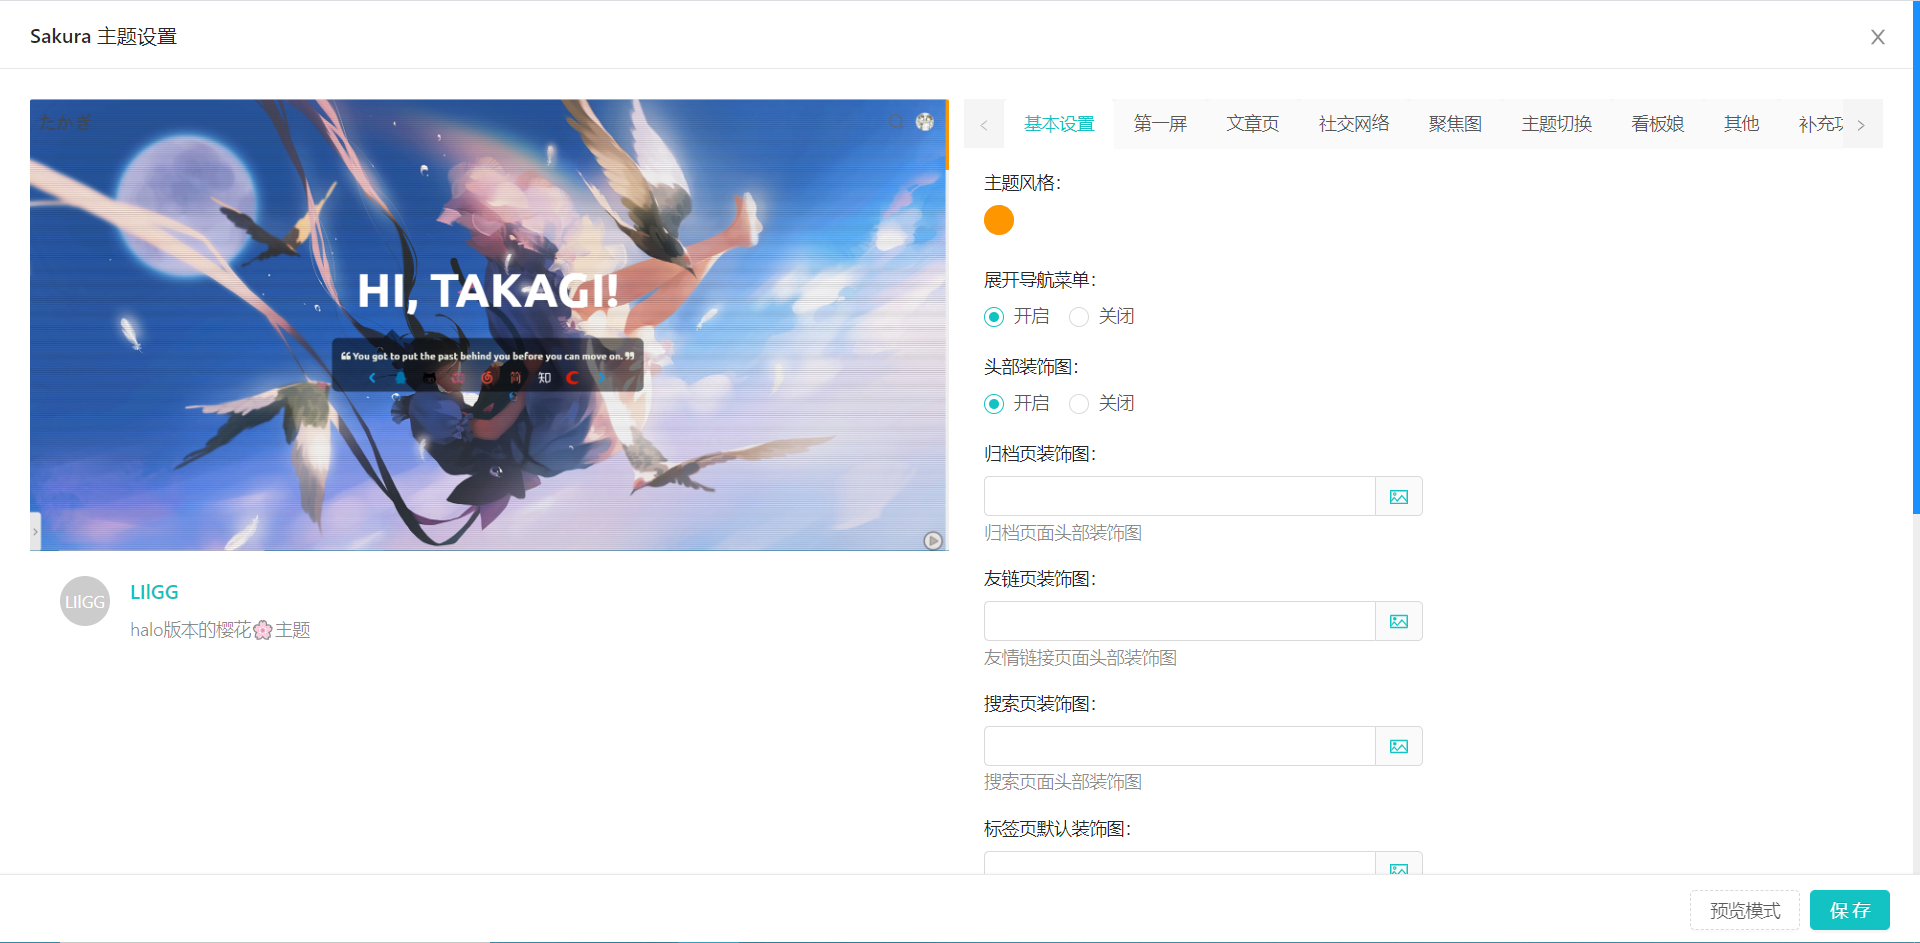 Sakura 主题设置
たかぎ
HI, TAKAGI!
❝ You got to put the past behind you before you can move on. ❞
简 知
LIlGG
LIlGG
halo版本的樱花🌸主题
基本设置 第一屏 文章页 社交网络 聚焦图 主题切换 看板娘 其他 补充
主题风格:
展开导航菜单:
开启 关闭
头部装饰图:
开启 关闭
归档页装饰图:
归档页面头部装饰图
友链页装饰图:
友情链接页面头部装饰图
搜索页装饰图:
搜索页面头部装饰图
标签页默认装饰图:
预览模式 保存